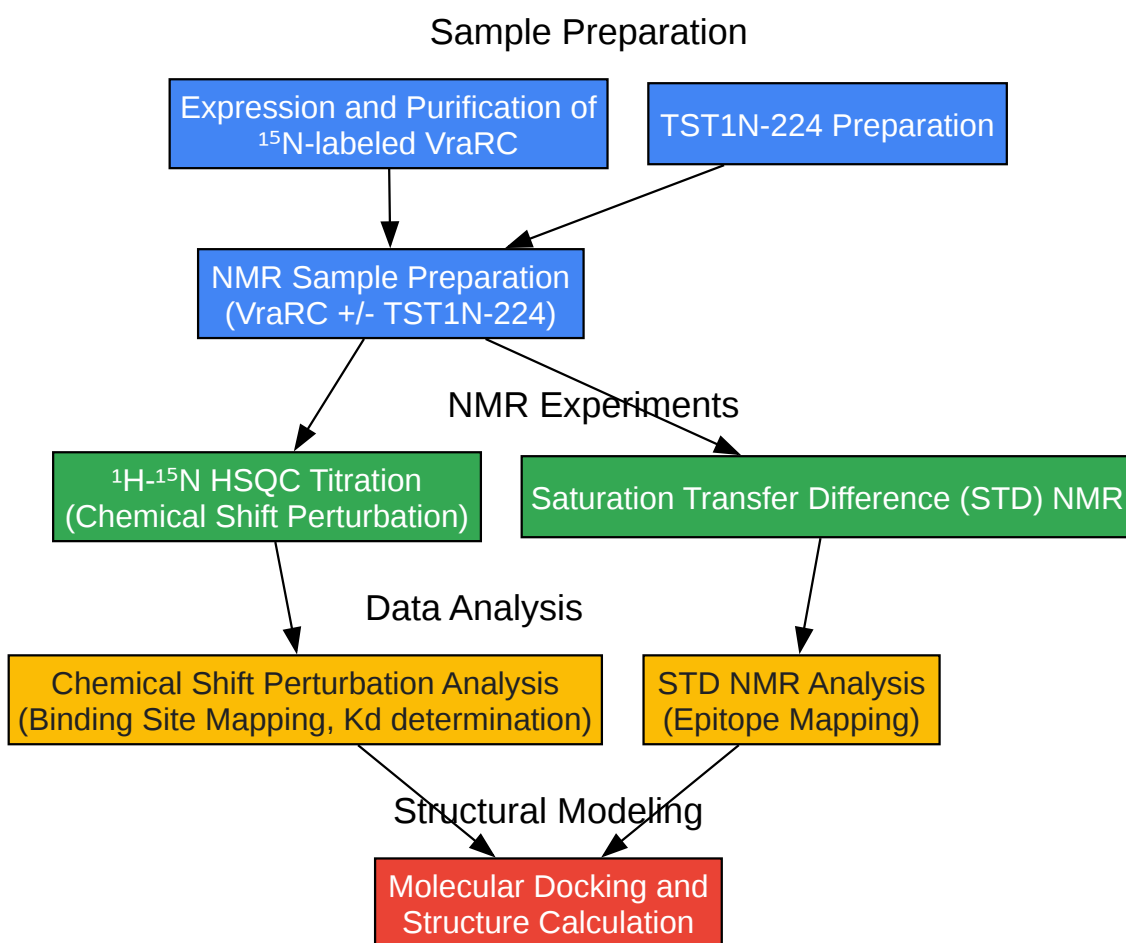 Sample Preparation
Expression and Purification of
¹⁵N-labeled VraRC
TST1N-224 Preparation
NMR Sample Preparation
(VraRC +/- TST1N-224)
NMR Experiments
¹H-¹⁵N HSQC Titration
(Chemical Shift Perturbation)
Saturation Transfer Difference (STD) NMR
Data Analysis
Chemical Shift Perturbation Analysis
(Binding Site Mapping, Kd determination)
STD NMR Analysis
(Epitope Mapping)
Structural Modeling
Molecular Docking and
Structure Calculation